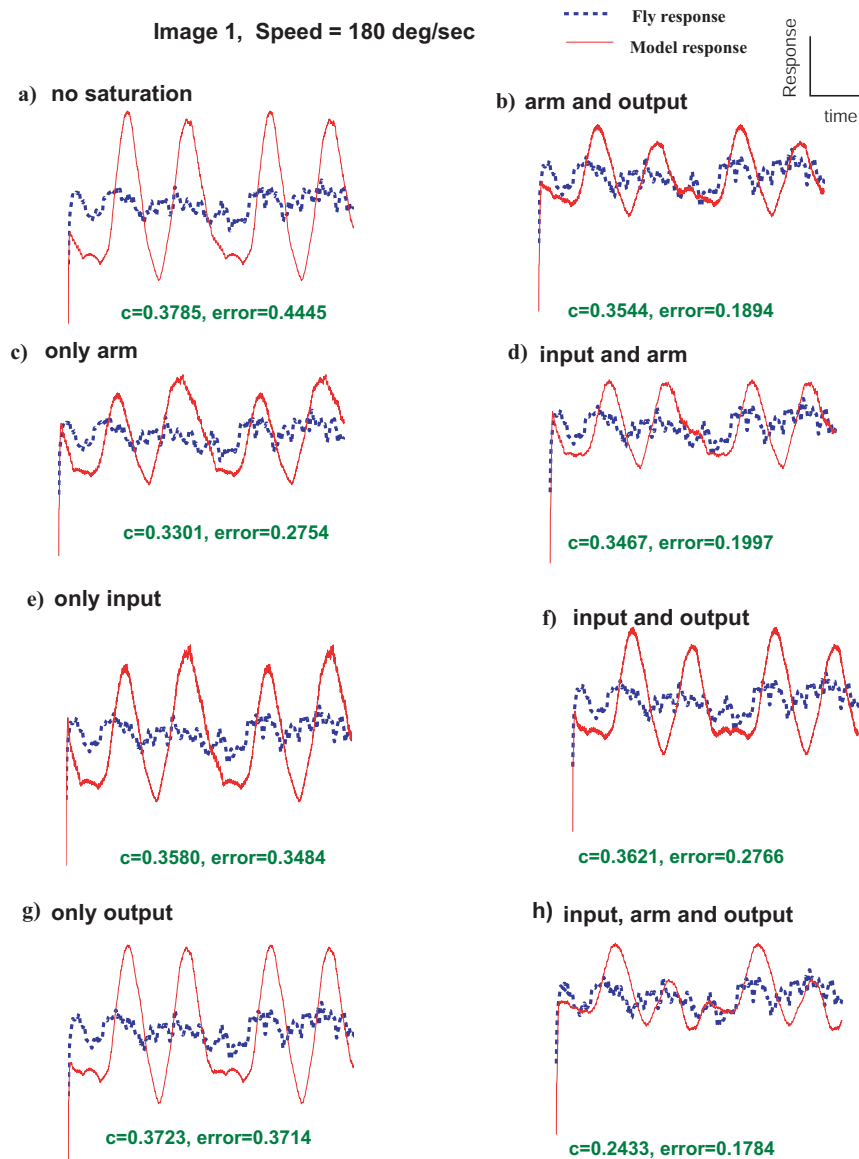 Image 1, Speed = 180 deg/sec
Fly response
Model response
Response
time
a) no saturation
c=0.3785, error=0.4445
b) arm and output
c=0.3544, error=0.1894
c) only arm
c=0.3301, error=0.2754
d) input and arm
c=0.3467, error=0.1997
e) only input
c=0.3580, error=0.3484
f) input and output
c=0.3621, error=0.2766
g) only output
c=0.3723, error=0.3714
h) input, arm and output
c=0.2433, error=0.1784